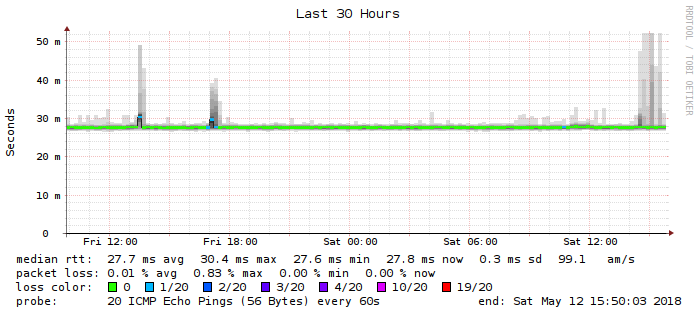 Last 30 Hours
RRDTOOL / TOBI OETIKER
Seconds
50 m
40 m
30 m
20 m
10 m
0
Fri 12:00 Fri 18:00 Sat 00:00 Sat 06:00 Sat 12:00
median rtt: 27.7 ms avg 30.4 ms max 27.6 ms min 27.8 ms now 0.3 ms sd 99.1 am/s
packet loss: 0.01 % avg 0.83 % max 0.00 % min 0.00 % now
loss color: 0 1/20 2/20 3/20 4/20 10/20 19/20
probe: 20 ICMP Echo Pings (56 Bytes) every 60s end: Sat May 12 15:50:03 2018